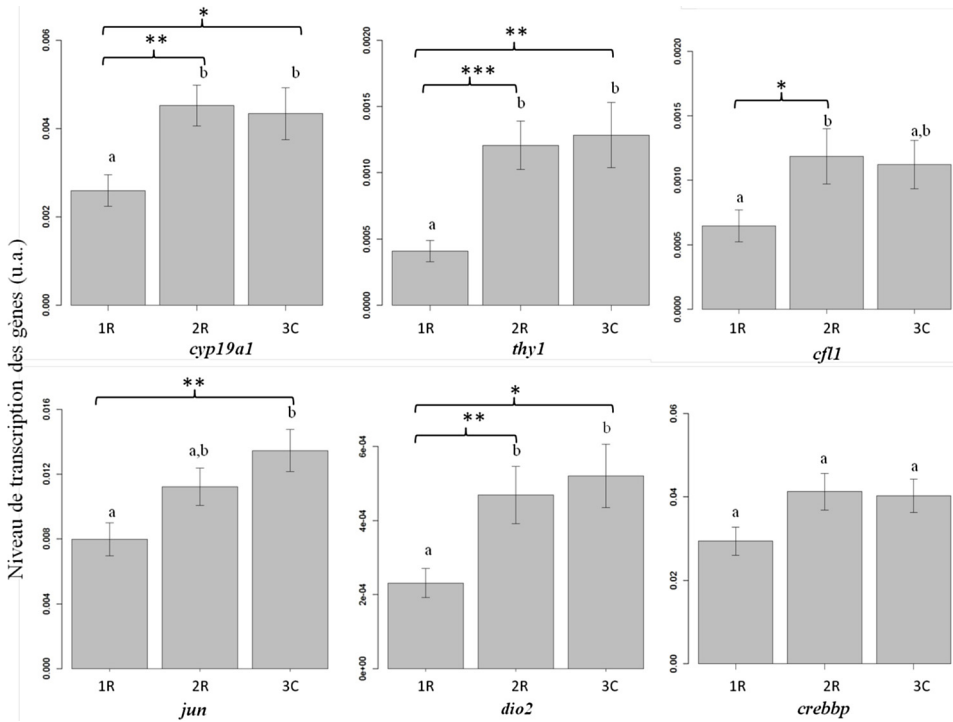 Niveau de transcription des gènes (u.a.)
*
**
0.006
0.004
0.002
0.000
a
b
b
1R 2R 3C
cyp19a1
**
***
0.0020
0.0015
0.0010
0.0005
0.0000
a
b
b
1R 2R 3C
thy1
*
0.0020
0.0015
0.0010
0.0005
0.0000
a
b
a,b
1R 2R 3C
cfl1
**
0.016
0.012
0.008
0.004
0.000
a
a,b
b
1R 2R 3C
jun
*
**
6e-04
4e-04
2e-04
0e+00
a
b
b
1R 2R 3C
dio2
0.06
0.04
0.02
0.00
a
a
a
1R 2R 3C
crebbp